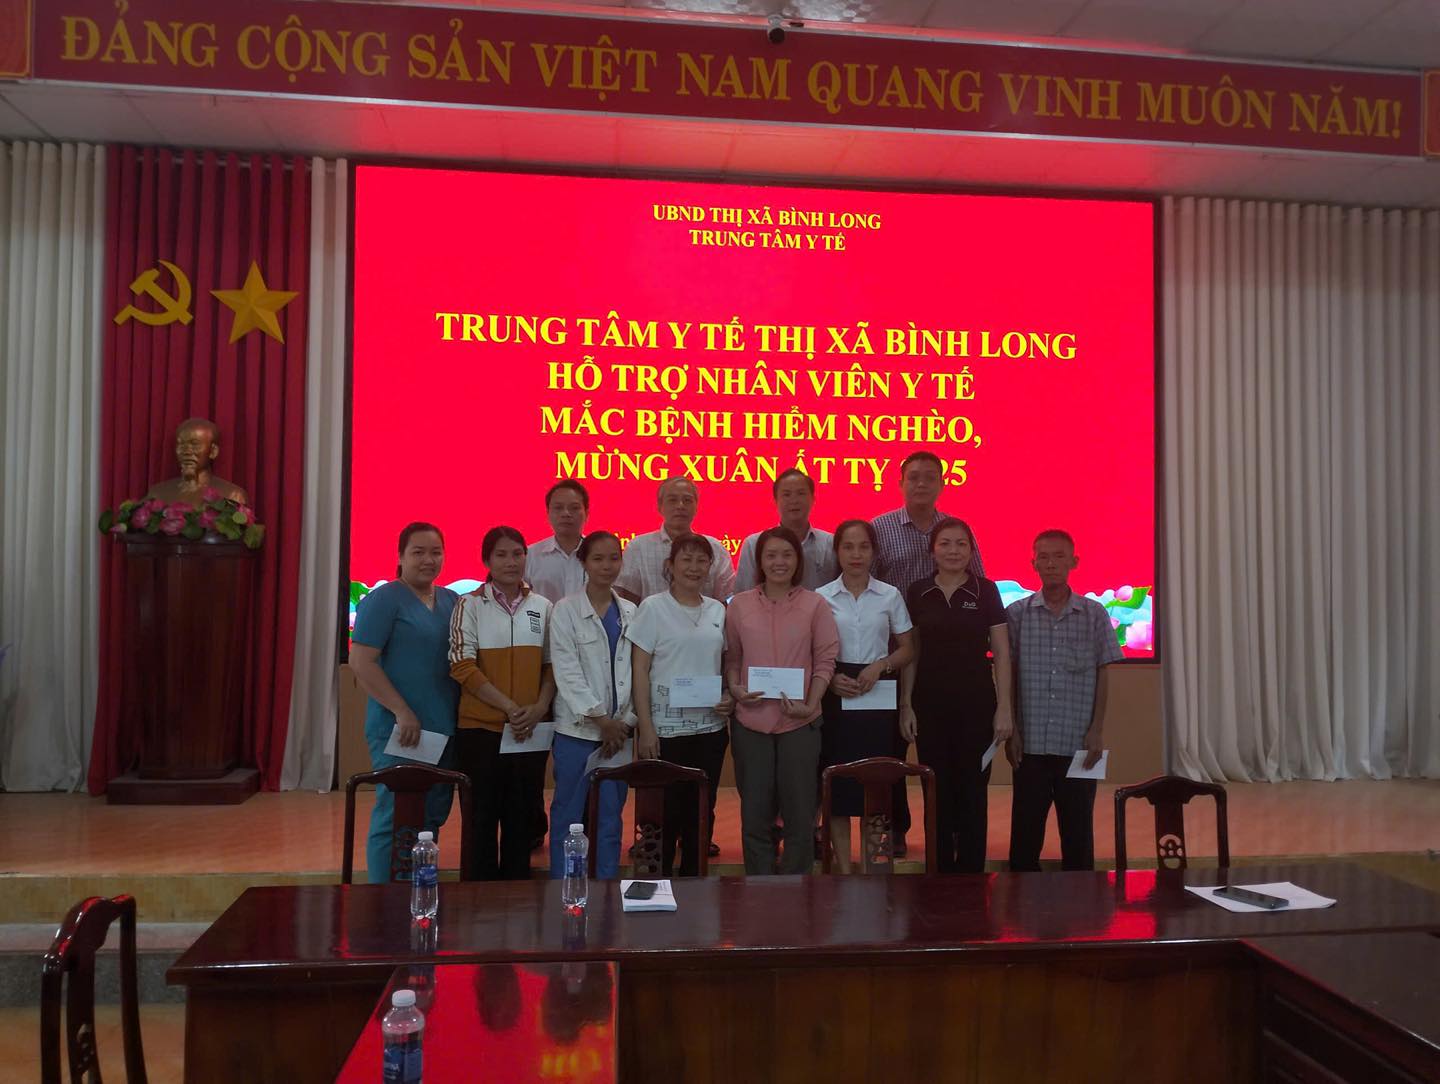 ĐẢNG CỘNG SẢN VIỆT NAM QUANG VINH MUÔN NĂM!
UBND THỊ XÃ BÌNH LONG
TRUNG TÂM Y TẾ
TRUNG TÂM Y TẾ THỊ XÃ BÌNH LONG
HỖ TRỢ NHÂN VIÊN Y TẾ
MẮC BỆNH HIỂM NGHÈO,
MỪNG XUÂN ẤT TỴ 25
D&G